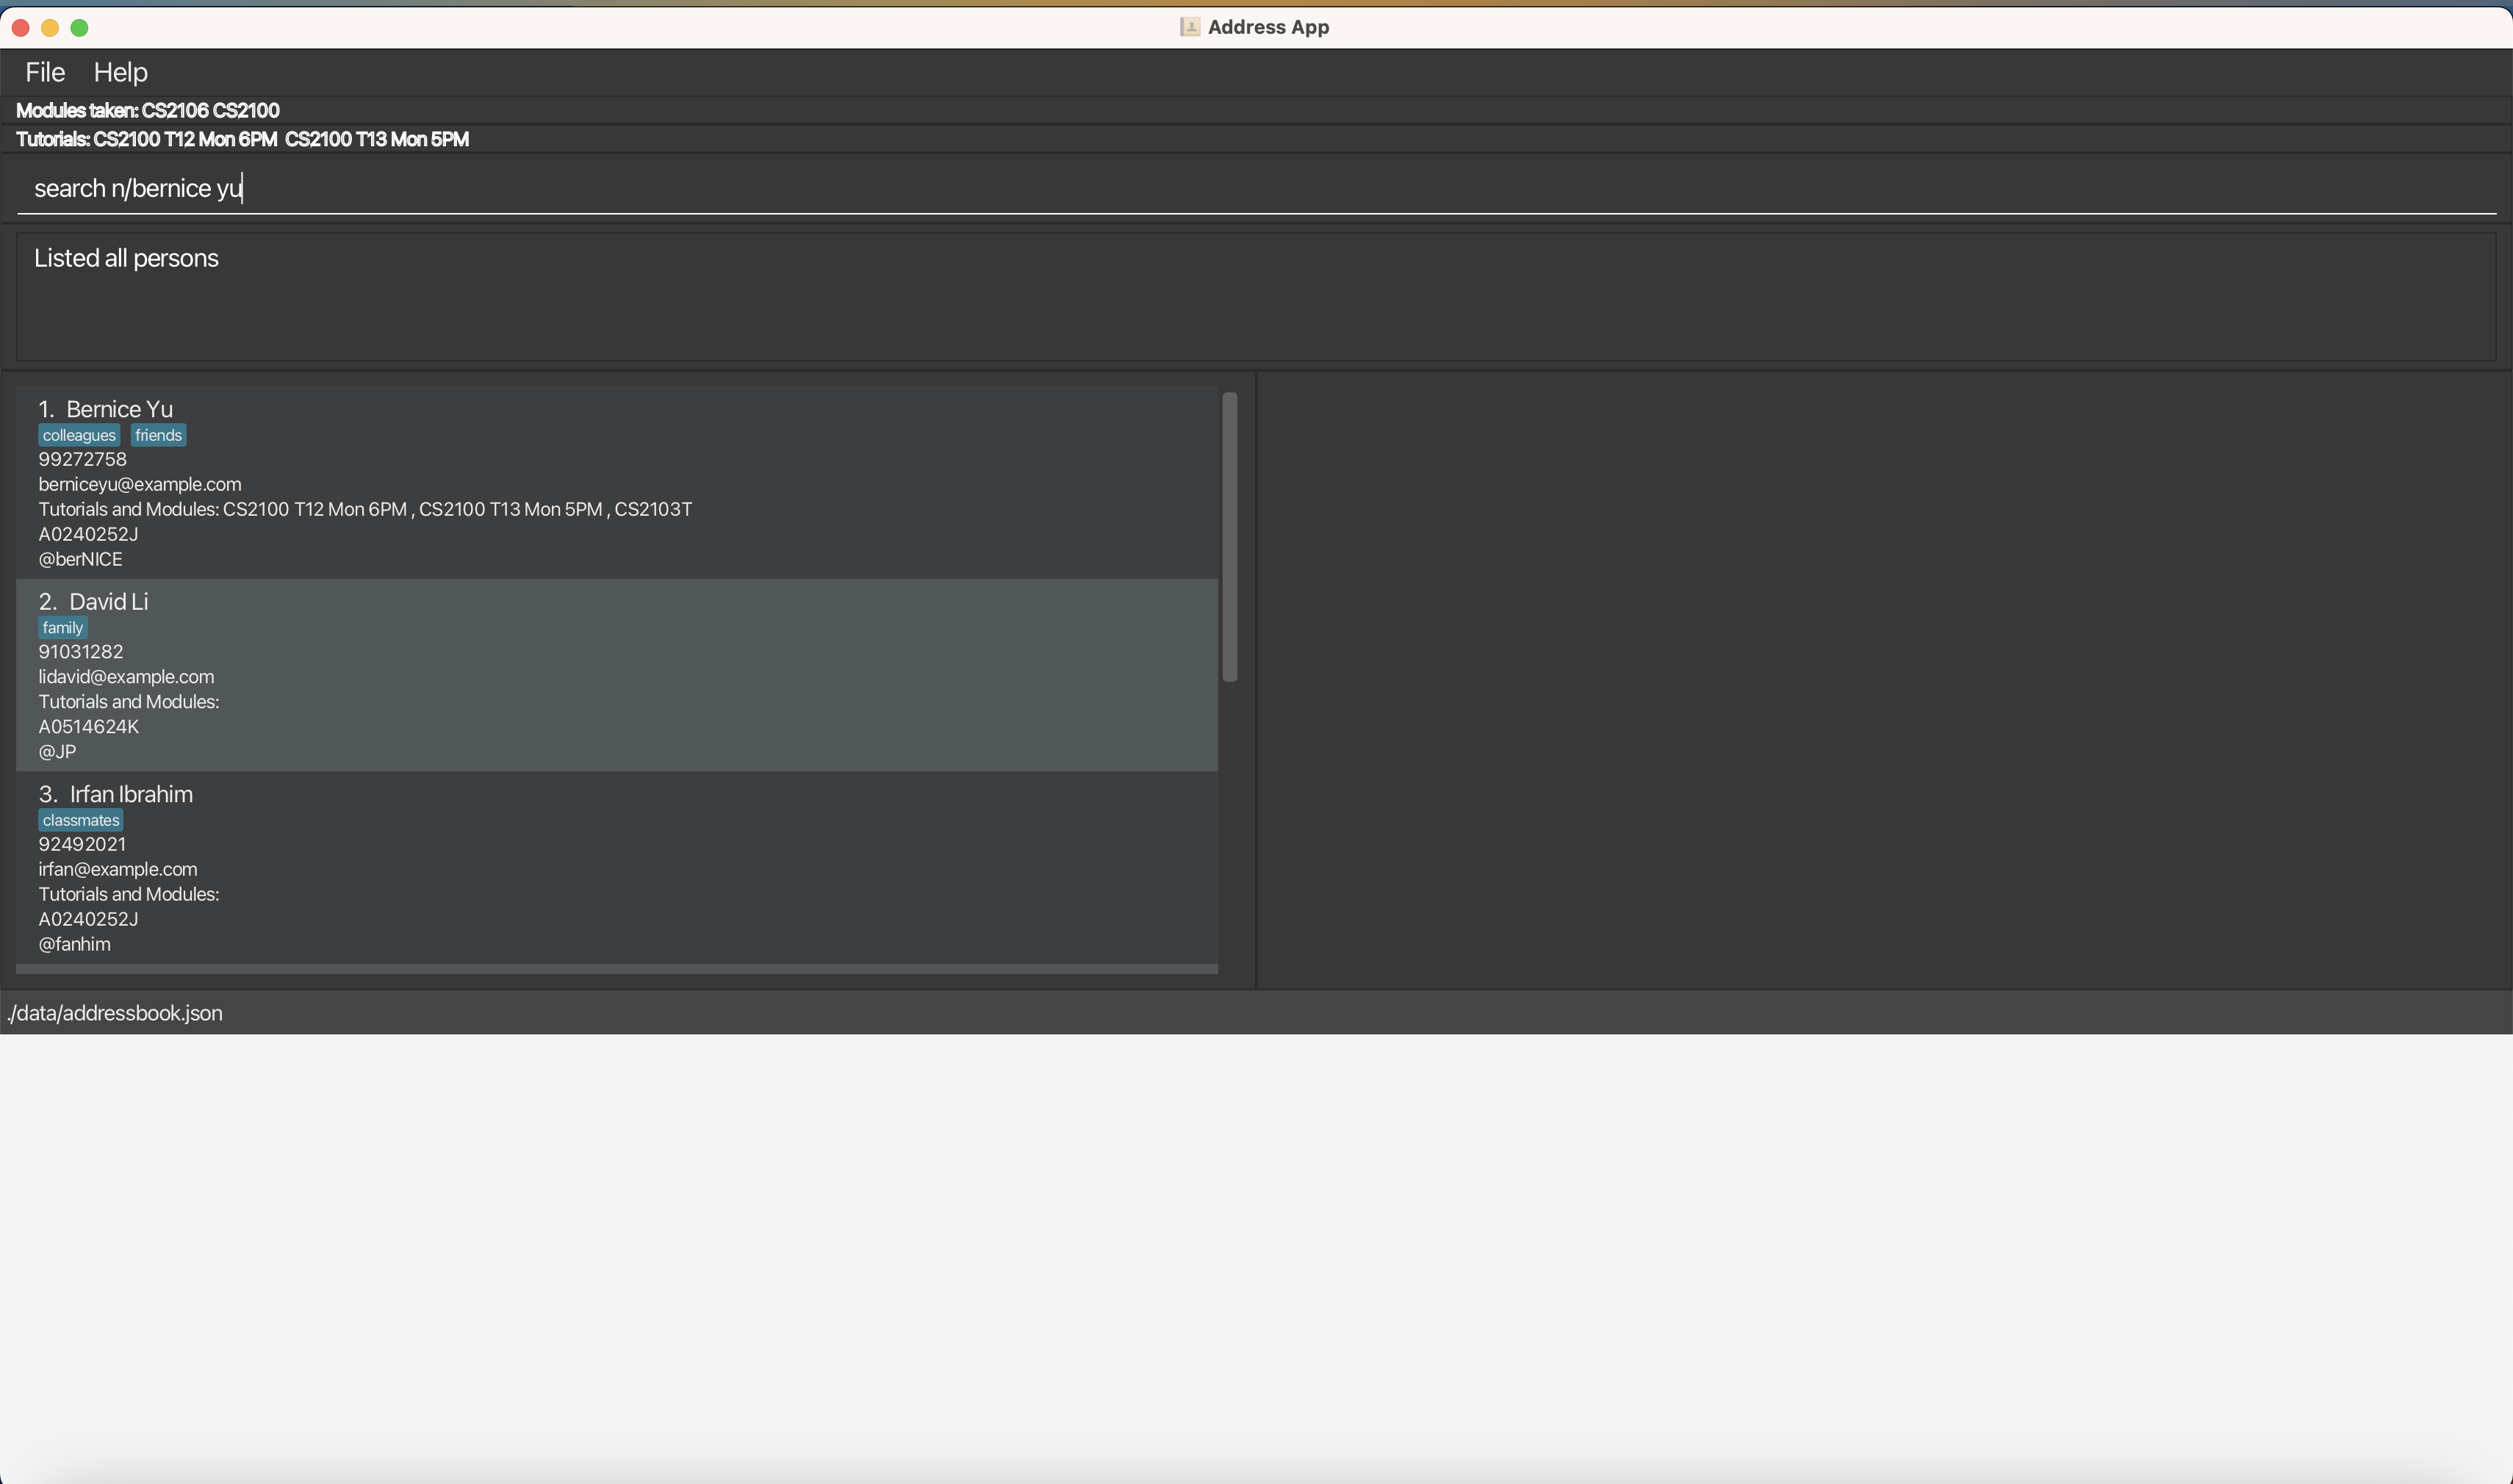 Address App
File Help
Modules taken: CS2106 CS2100
Tutorials: CS2100 T12 Mon 6PM CS2100 T13 Mon 5PM
search n/bernice yu
Listed all persons
1. Bernice Yu
colleagues friends
99272758
berniceyu@example.com
Tutorials and Modules: CS2100 T12 Mon 6PM , CS2100 T13 Mon 5PM , CS2103T
A0240252J
@berNICE
2. David Li
family
91031282
lidavid@example.com
Tutorials and Modules:
A0514624K
@JP
3. Irfan Ibrahim
classmates
92492021
irfan@example.com
Tutorials and Modules:
A0240252J
@fanhim
./data/addressbook.json